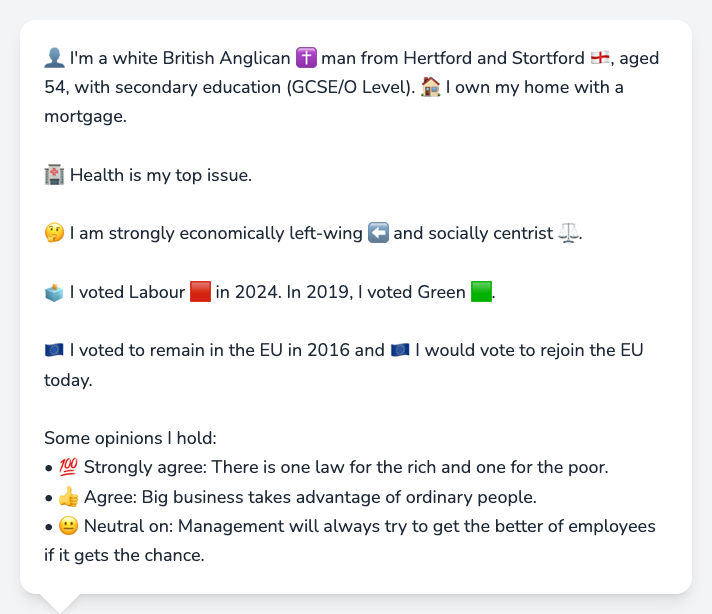 👤 I'm a white British Anglican ✝️ man from Hertford and Stortford 🏴󠁧󠁢󠁥󠁮󠁧󠁿, aged
54, with secondary education (GCSE/O Level). 🏠 I own my home with a
mortgage.
🏥 Health is my top issue.
🤔 I am strongly economically left-wing ⬅️ and socially centrist ⚖️.
🗳️ I voted Labour 🟥 in 2024. In 2019, I voted Green 🟩.
🇪🇺 I voted to remain in the EU in 2016 and 🇪🇺 I would vote to rejoin the EU
today.
Some opinions I hold:
• 💯 Strongly agree: There is one law for the rich and one for the poor.
• 👍 Agree: Big business takes advantage of ordinary people.
• 😐 Neutral on: Management will always try to get the better of employees
if it gets the chance.